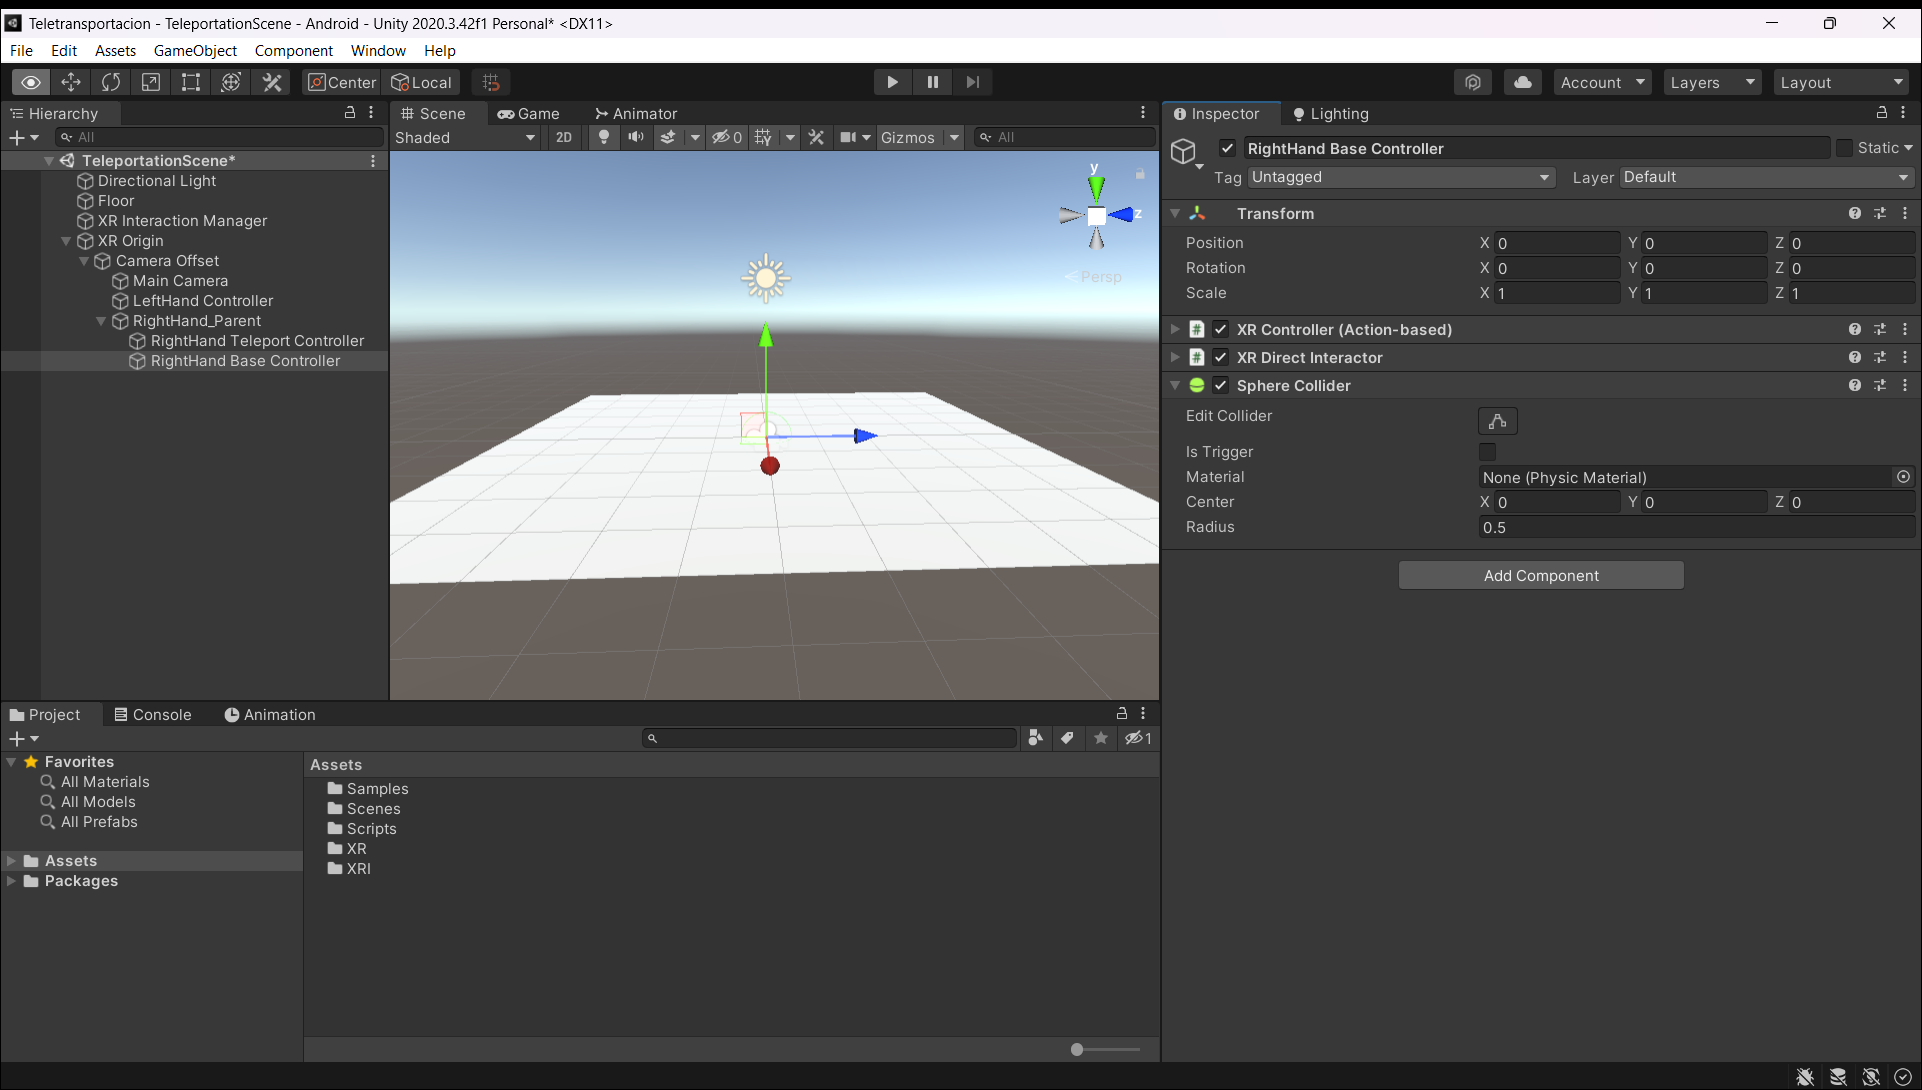 Teletransportacion - TeleportationScene - Android - Unity 2020.3.42f1 Personal* <DX11>
File Edit Assets GameObject Component Window Help
Center Local Account Layers Layout
Hierarchy
All
TeleportationScene*
Directional Light
Floor
XR Interaction Manager
XR Origin
Camera Offset
Main Camera
LeftHand Controller
RightHand_Parent
RightHand Teleport Controller
RightHand Base Controller
Scene Game Animator
Shaded 2D 0 Gizmos All
y
z
Persp
Inspector Lighting
RightHand Base Controller Static
Tag Untagged Layer Default
Transform
Position X 0 Y 0 Z 0
Rotation X 0 Y 0 Z 0
Scale X 1 Y 1 Z 1
XR Controller (Action-based)
XR Direct Interactor
Sphere Collider
Edit Collider
Is Trigger
Material None (Physic Material)
Center X 0 Y 0 Z 0
Radius 0.5
Add Component
Project Console Animation
1
Favorites
All Materials
All Models
All Prefabs
Assets
Packages
Assets
Samples
Scenes
Scripts
XR
XRI